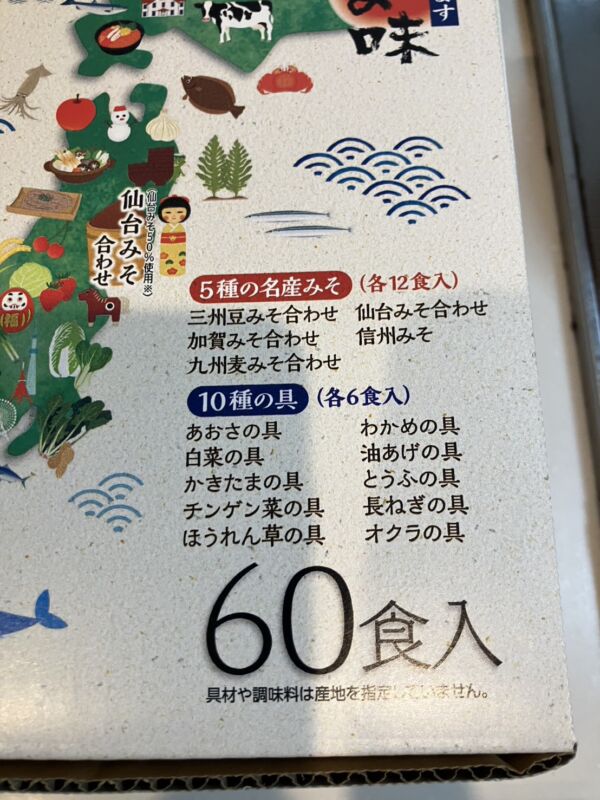 ます
の味
仙台みそ
合わせ
(仙台みそ50%使用※)
福
5種の名産みそ (各12食入)
三州豆みそ合わせ 仙台みそ合わせ
加賀みそ合わせ 信州みそ
九州麦みそ合わせ
10種の具 (各6食入)
あおさの具 わかめの具
白菜の具 油あげの具
かきたまの具 とうふの具
チンゲン菜の具 長ねぎの具
ほうれん草の具 オクラの具
60食入
具材や調味料は産地を指定していません。